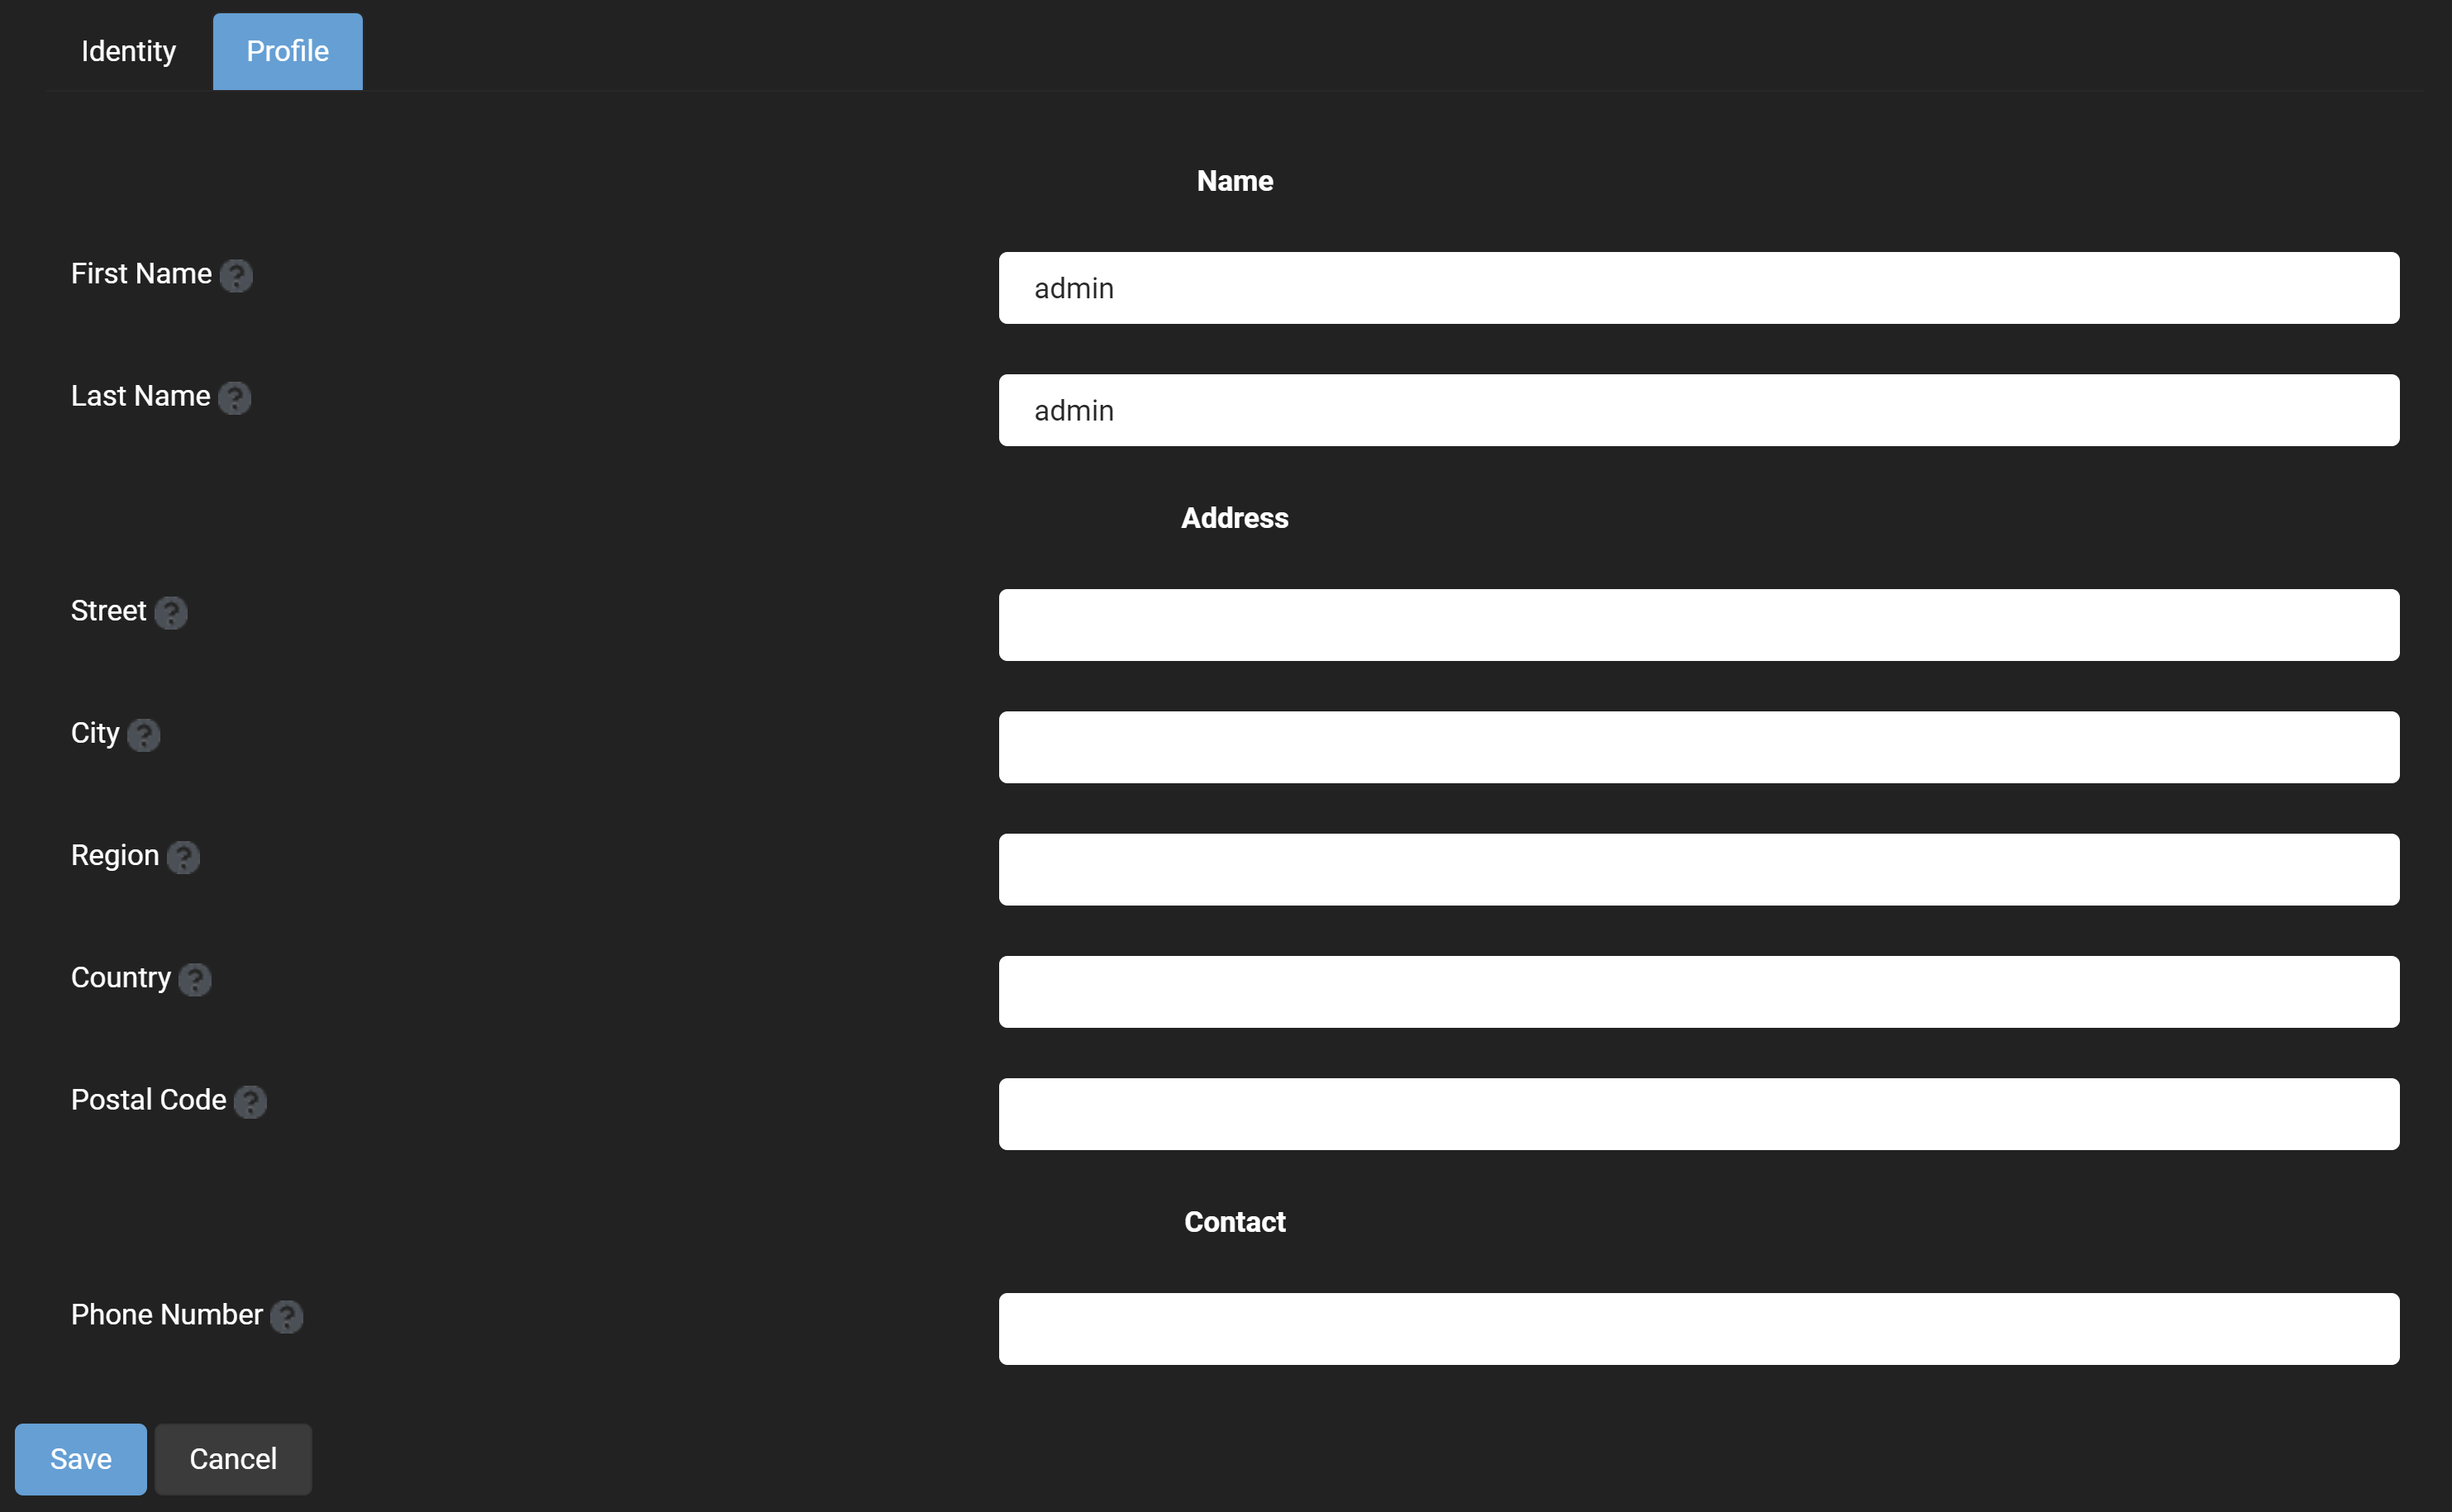 Identity Profile
Name
First Name ?
admin
Last Name ?
admin
Address
Street ?
City ?
Region ?
Country ?
Postal Code ?
Contact
Phone Number ?
Save Cancel